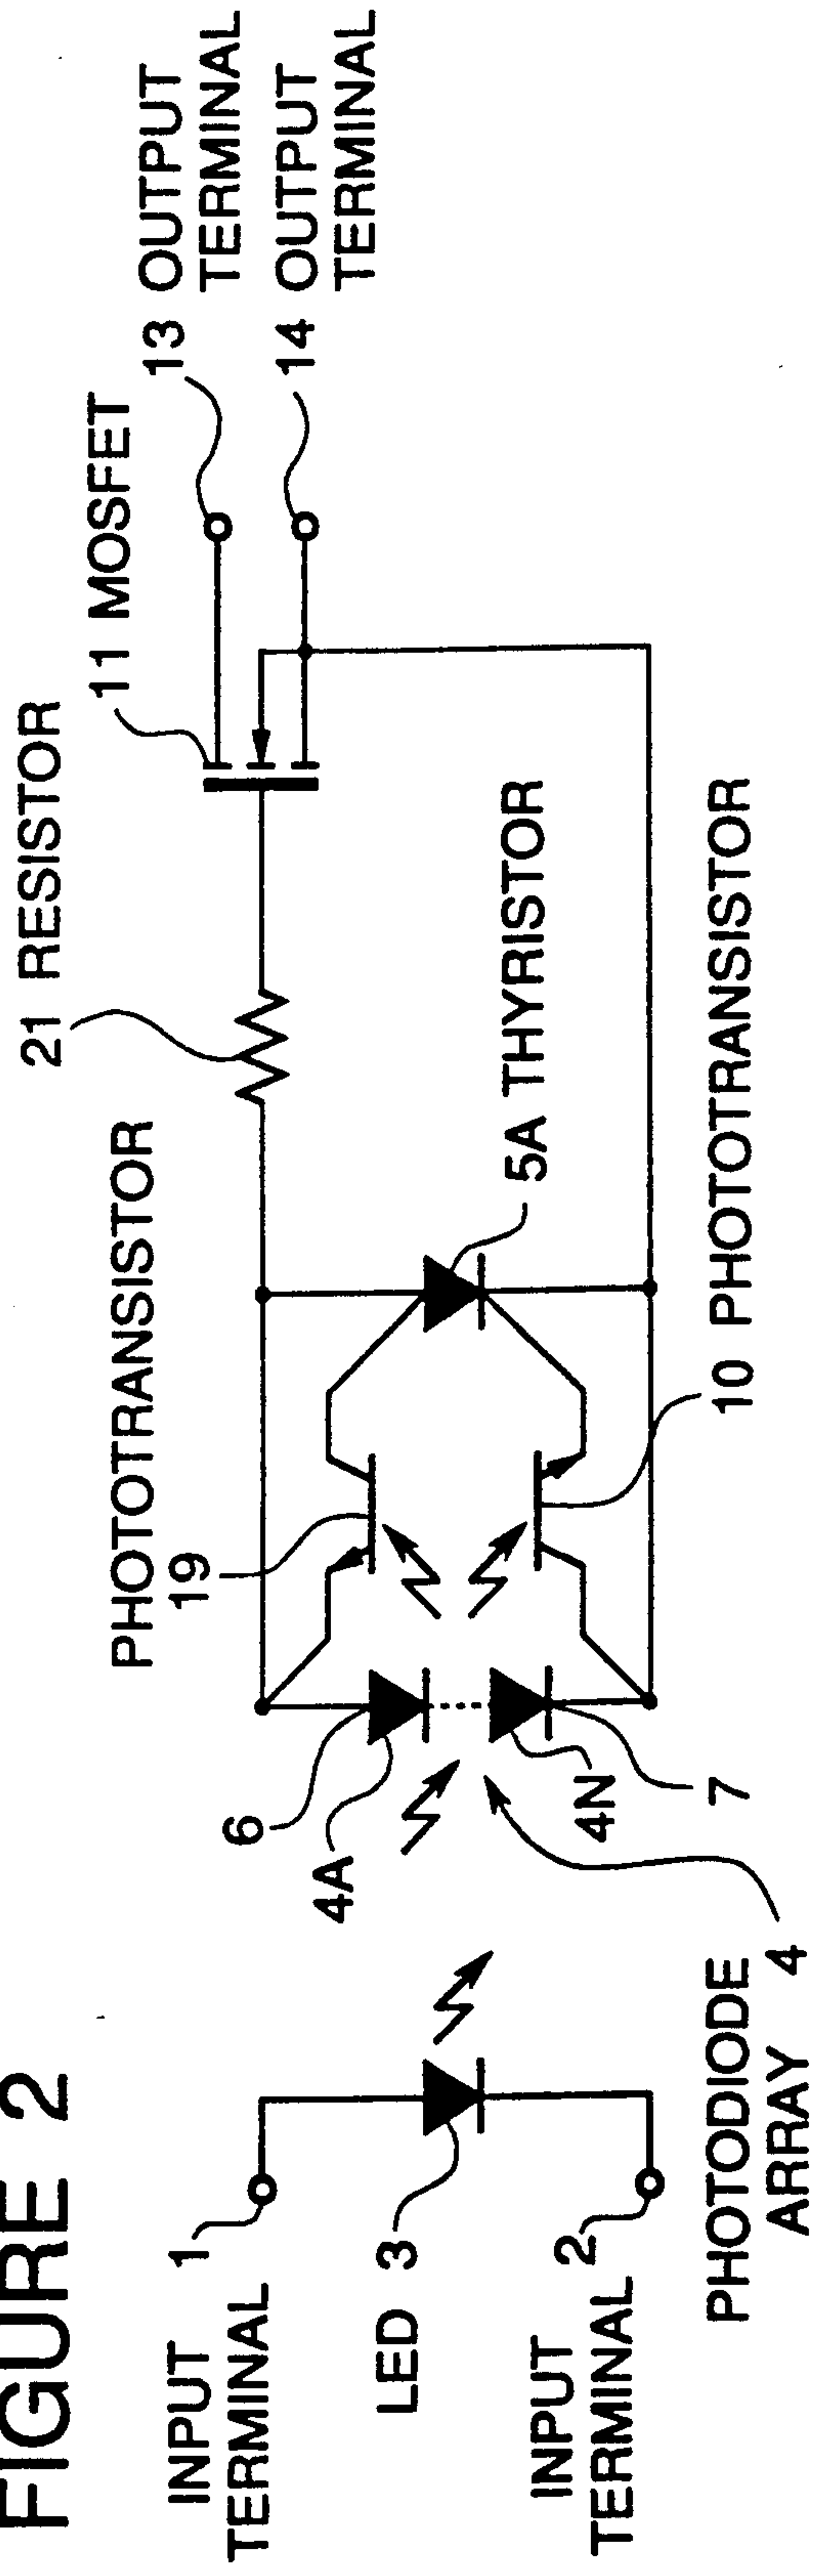 FIGURE 2
INPUT
TERMINAL
1
LED 3
INPUT
TERMINAL
2
PHOTODIODE
ARRAY 4
6
4A
4N
7
PHOTOTRANSISTOR
19
10 PHOTOTRANSISTOR
5A THYRISTOR
21 RESISTOR
11 MOSFET
13 OUTPUT
TERMINAL
14 OUTPUT
TERMINAL